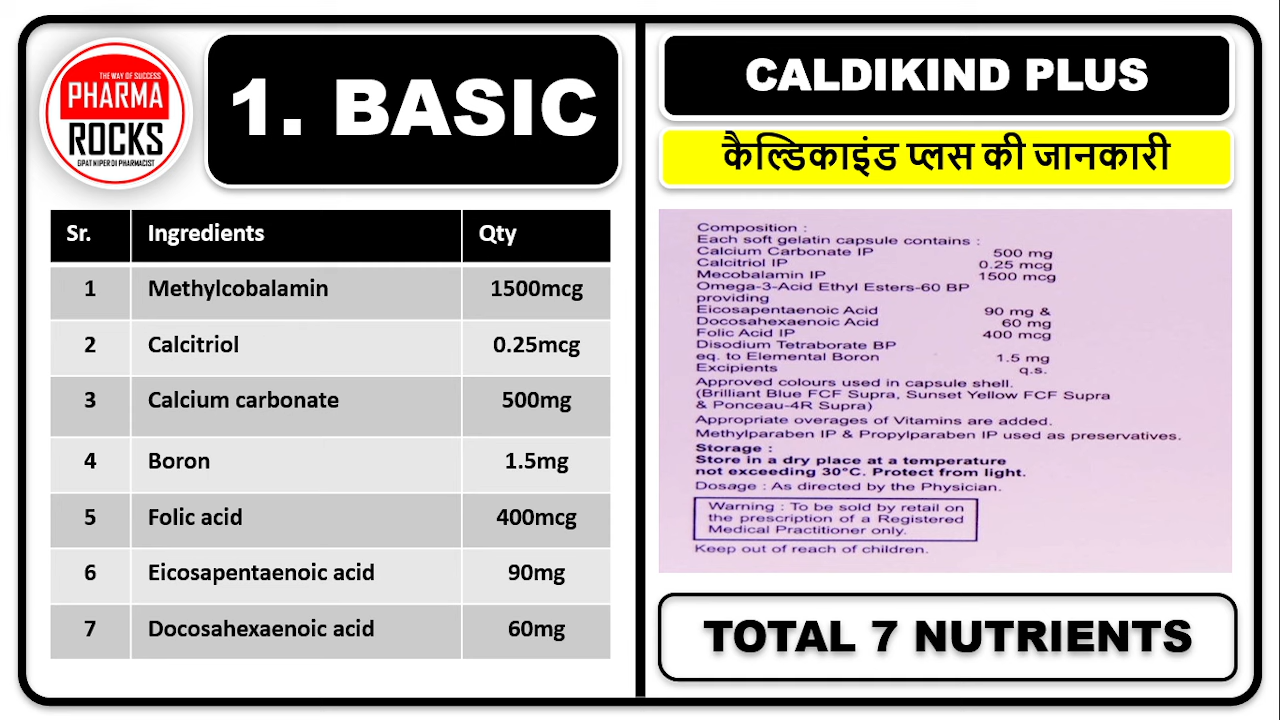 THE WAY OF SUCCESS
PHARMA
ROCKS
GPAT NIPER DI PHARMACIST
1. BASIC
Sr. Ingredients Qty
1 Methylcobalamin 1500mcg
2 Calcitriol 0.25mcg
3 Calcium carbonate 500mg
4 Boron 1.5mg
5 Folic acid 400mcg
6 Eicosapentaenoic acid 90mg
7 Docosahexaenoic acid 60mg
CALDIKIND PLUS
कैल्डिकाइंड प्लस की जानकारी
Composition :
Each soft gelatin capsule contains :
Calcium Carbonate IP 500 mg
Calcitriol IP 0.25 mcg
Mecobalamin IP 1500 mcg
Omega-3-Acid Ethyl Esters-60 BP
providing
Eicosapentaenoic Acid 90 mg &
Docosahexaenoic Acid 60 mg
Folic Acid IP 400 mcg
Disodium Tetraborate BP
eq. to Elemental Boron 1.5 mg
Excipients q.s.
Approved colours used in capsule shell.
(Brilliant Blue FCF Supra, Sunset Yellow FCF Supra
& Ponceau-4R Supra)
Appropriate overages of Vitamins are added.
Methylparaben IP & Propylparaben IP used as preservatives.
Storage :
Store in a dry place at a temperature
not exceeding 30°C. Protect from light.
Dosage : As directed by the Physician.
Warning : To be sold by retail on
the prescription of a Registered
Medical Practitioner only.
Keep out of reach of children.
TOTAL 7 NUTRIENTS